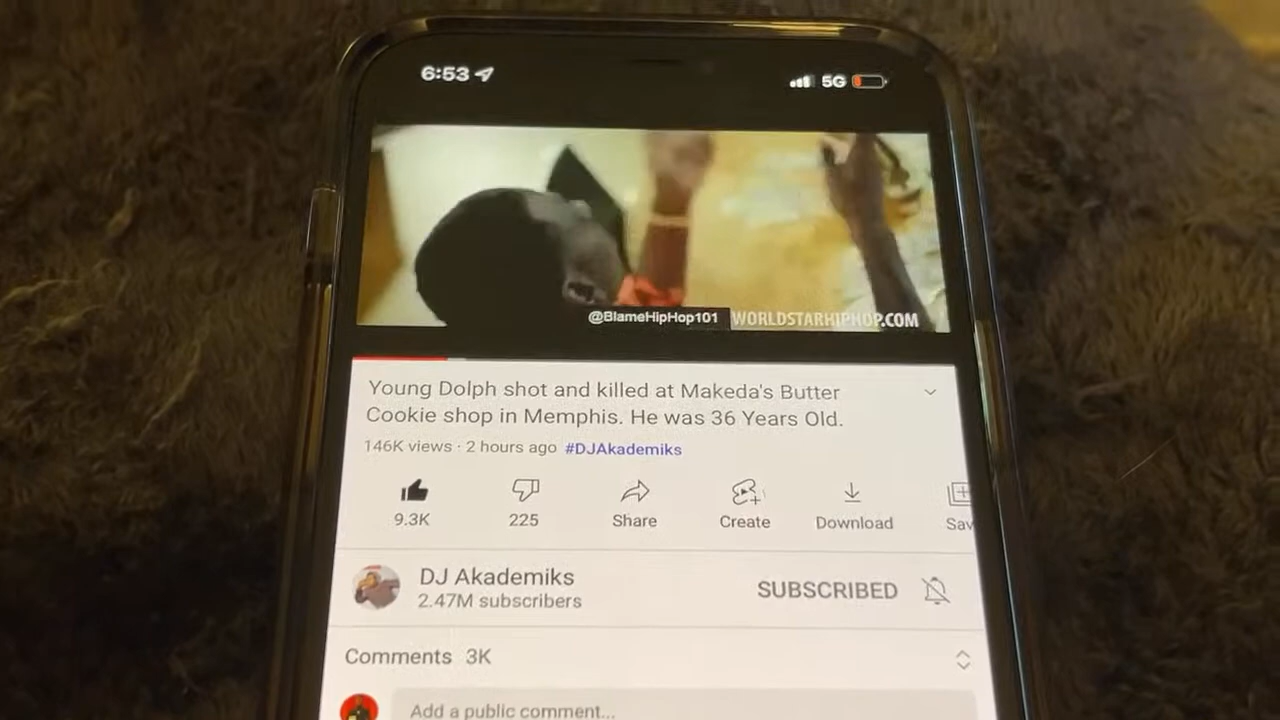 6:53
5G
@BlameHipHop101
WORLDSTARHIPHOP.COM
Young Dolph shot and killed at Makeda's Butter
Cookie shop in Memphis. He was 36 Years Old.
146K views · 2 hours ago #DJAkademiks
9.3K 225 Share Create Download Sav
DJ Akademiks
2.47M subscribers
SUBSCRIBED
Comments 3K
Add a public comment...